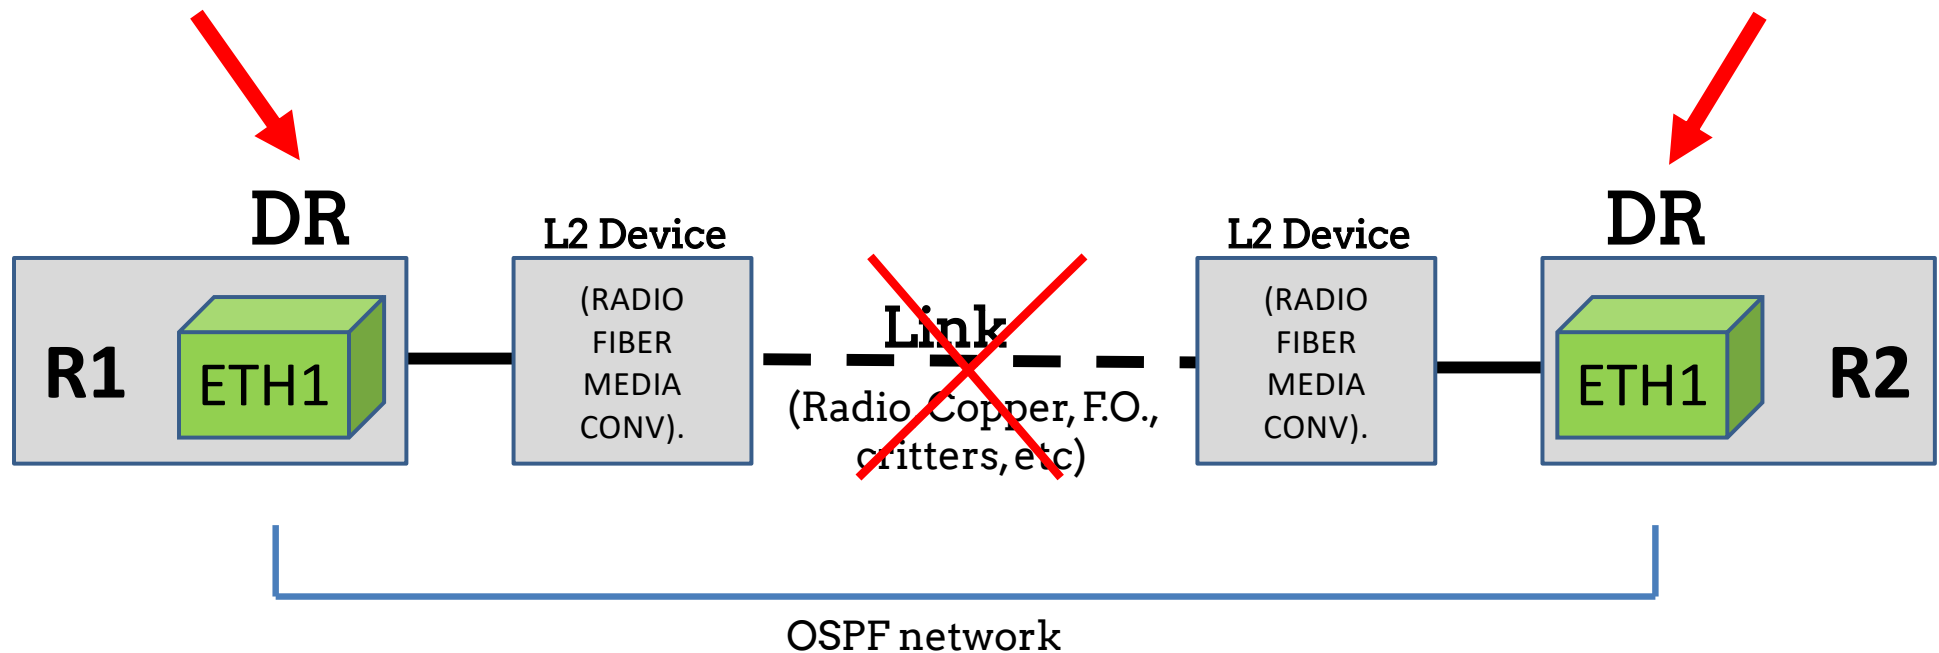 DR
DR
L2 Device
L2 Device
(RADIO
FIBER
MEDIA
CONV).
Link
(Radio, Copper, F.O.,
critters, etc)
(RADIO
FIBER
MEDIA
CONV).
R1
ETH1
ETH1
R2
OSPF network